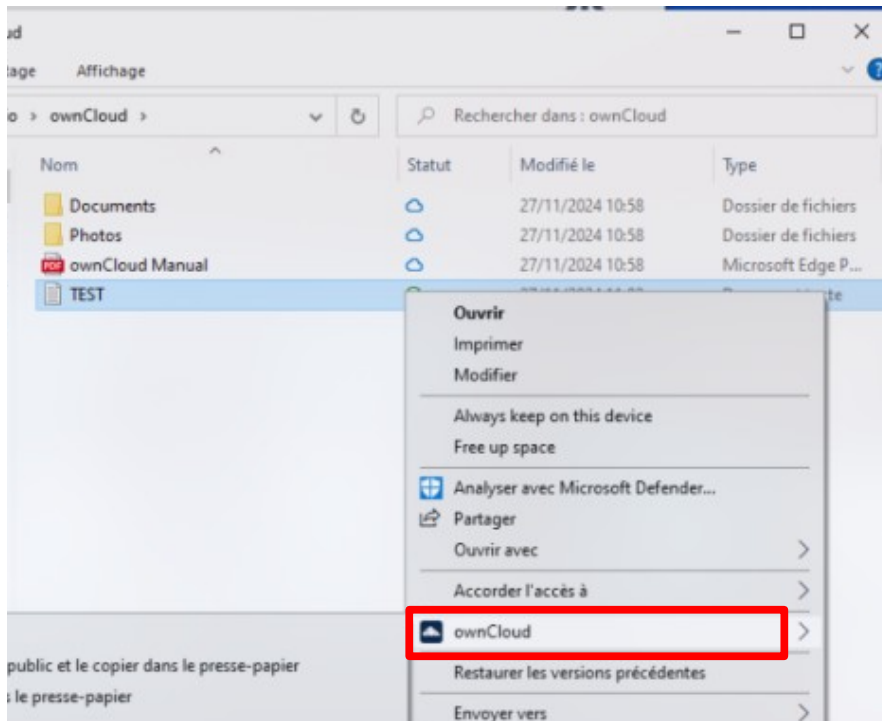 ud
tage Affichage
o > ownCloud > Rechercher dans : ownCloud
Nom Statut Modifié le Type
Documents 27/11/2024 10:58 Dossier de fichiers
Photos 27/11/2024 10:58 Dossier de fichiers
PDF ownCloud Manual 27/11/2024 10:58 Microsoft Edge P...
TEST te
Ouvrir
Imprimer
Modifier
Always keep on this device
Free up space
Analyser avec Microsoft Defender...
Partager
Ouvrir avec
Accorder l'accès à
ownCloud
public et le copier dans le presse-papier
Restaurer les versions précédentes
le presse-papier
Envoyer vers